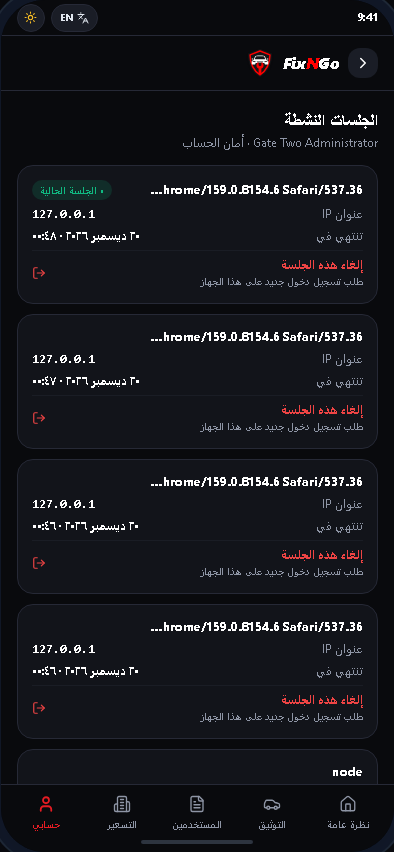 EN
9:41
FixNGo
الجلسات النشطة
Gate Two Administrator · أمان الحساب
...hrome/159.0.8154.6 Safari/537.36
الجلسة الحالية
عنوان IP
127.0.0.1
تنتهي في
٢٠ ديسمبر ٢٠٢٦، ٠٠:٤٨
إلغاء هذه الجلسة
طلب تسجيل دخول جديد على هذا الجهاز
...hrome/159.0.8154.6 Safari/537.36
عنوان IP
127.0.0.1
تنتهي في
٢٠ ديسمبر ٢٠٢٦، ٠٠:٤٧
إلغاء هذه الجلسة
طلب تسجيل دخول جديد على هذا الجهاز
...hrome/159.0.8154.6 Safari/537.36
عنوان IP
127.0.0.1
تنتهي في
٢٠ ديسمبر ٢٠٢٦، ٠٠:٤٦
إلغاء هذه الجلسة
طلب تسجيل دخول جديد على هذا الجهاز
...hrome/159.0.8154.6 Safari/537.36
عنوان IP
127.0.0.1
تنتهي في
٢٠ ديسمبر ٢٠٢٦، ٠٠:٤٦
إلغاء هذه الجلسة
طلب تسجيل دخول جديد على هذا الجهاز
node
نظرة عامة
التوثيق
المستخدمين
التسعير
حسابي